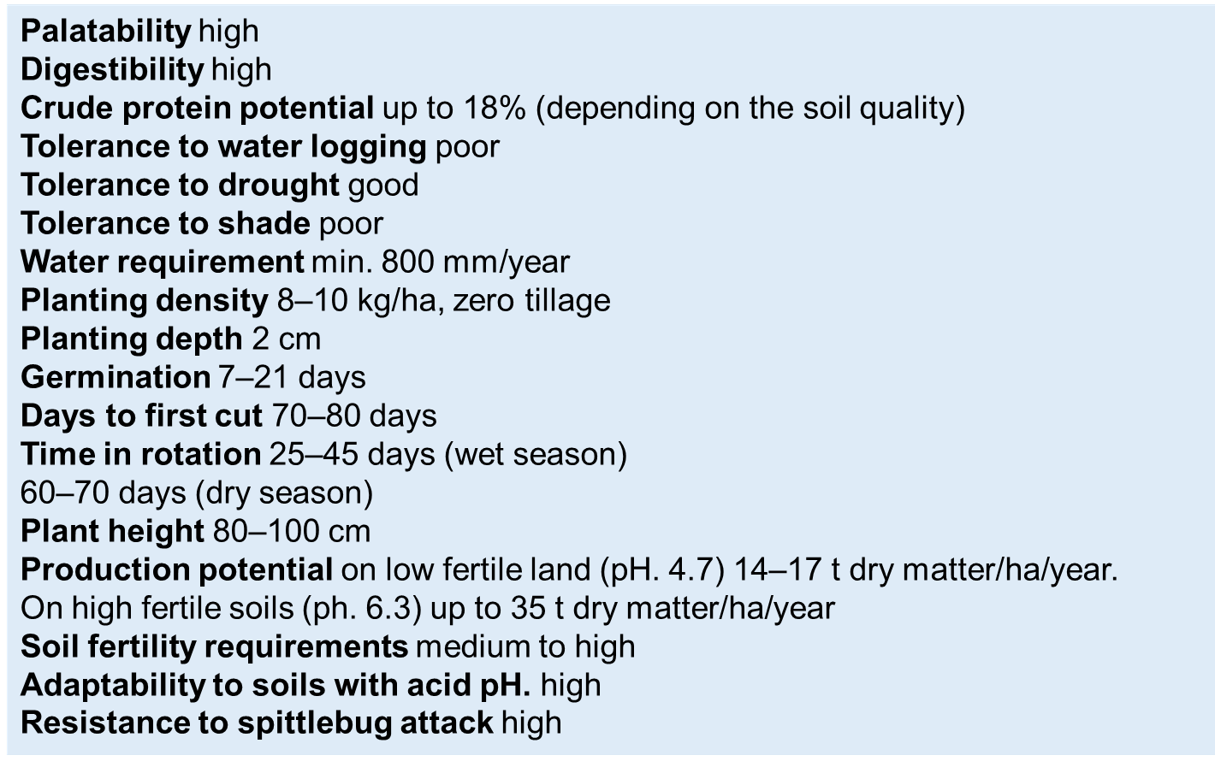 Palatability high
Digestibility high
Crude protein potential up to 18% (depending on the soil quality)
Tolerance to water logging poor
Tolerance to drought good
Tolerance to shade poor
Water requirement min. 800 mm/year
Planting density 8–10 kg/ha, zero tillage
Planting depth 2 cm
Germination 7–21 days
Days to first cut 70–80 days
Time in rotation 25–45 days (wet season)
60–70 days (dry season)
Plant height 80–100 cm
Production potential on low fertile land (pH. 4.7) 14–17 t dry matter/ha/year.
On high fertile soils (ph. 6.3) up to 35 t dry matter/ha/year
Soil fertility requirements medium to high
Adaptability to soils with acid pH. high
Resistance to spittlebug attack high